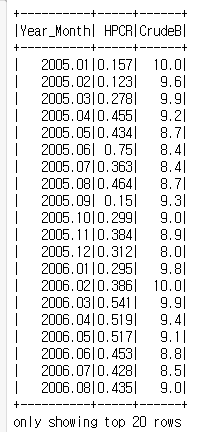 +----------+-----+------+
|Year_Month| HPCR|CrudeB|
+----------+-----+------+
|   2005.01|0.157|  10.0|
|   2005.02|0.123|   9.6|
|   2005.03|0.278|   9.9|
|   2005.04|0.455|   9.2|
|   2005.05|0.434|   8.7|
|   2005.06| 0.75|   8.4|
|   2005.07|0.363|   8.4|
|   2005.08|0.464|   8.7|
|   2005.09| 0.15|   9.3|
|   2005.10|0.299|   9.0|
|   2005.11|0.384|   8.9|
|   2005.12|0.312|   8.0|
|   2006.01|0.295|   9.8|
|   2006.02|0.386|  10.0|
|   2006.03|0.541|   9.9|
|   2006.04|0.519|   9.4|
|   2006.05|0.517|   9.1|
|   2006.06|0.453|   8.8|
|   2006.07|0.428|   8.5|
|   2006.08|0.435|   9.0|
+----------+-----+------+
only showing top 20 rows